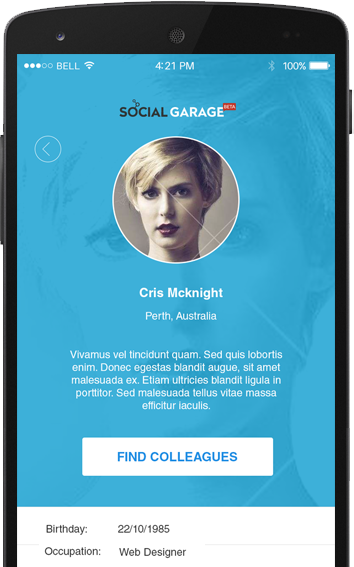 BELL 4:21 PM 100%
SOCIAL GARAGE BETA
Cris Mcknight
Perth, Australia
Vivamus vel tincidunt quam. Sed quis lobortis
enim. Donec egestas blandit augue, sit amet
malesuada ex. Etiam ultricies blandit ligula in
porttitor. Sed malesuada tellus vitae massa
efficitur iaculis.
FIND COLLEAGUES
Birthday: 22/10/1985
Occupation: Web Designer